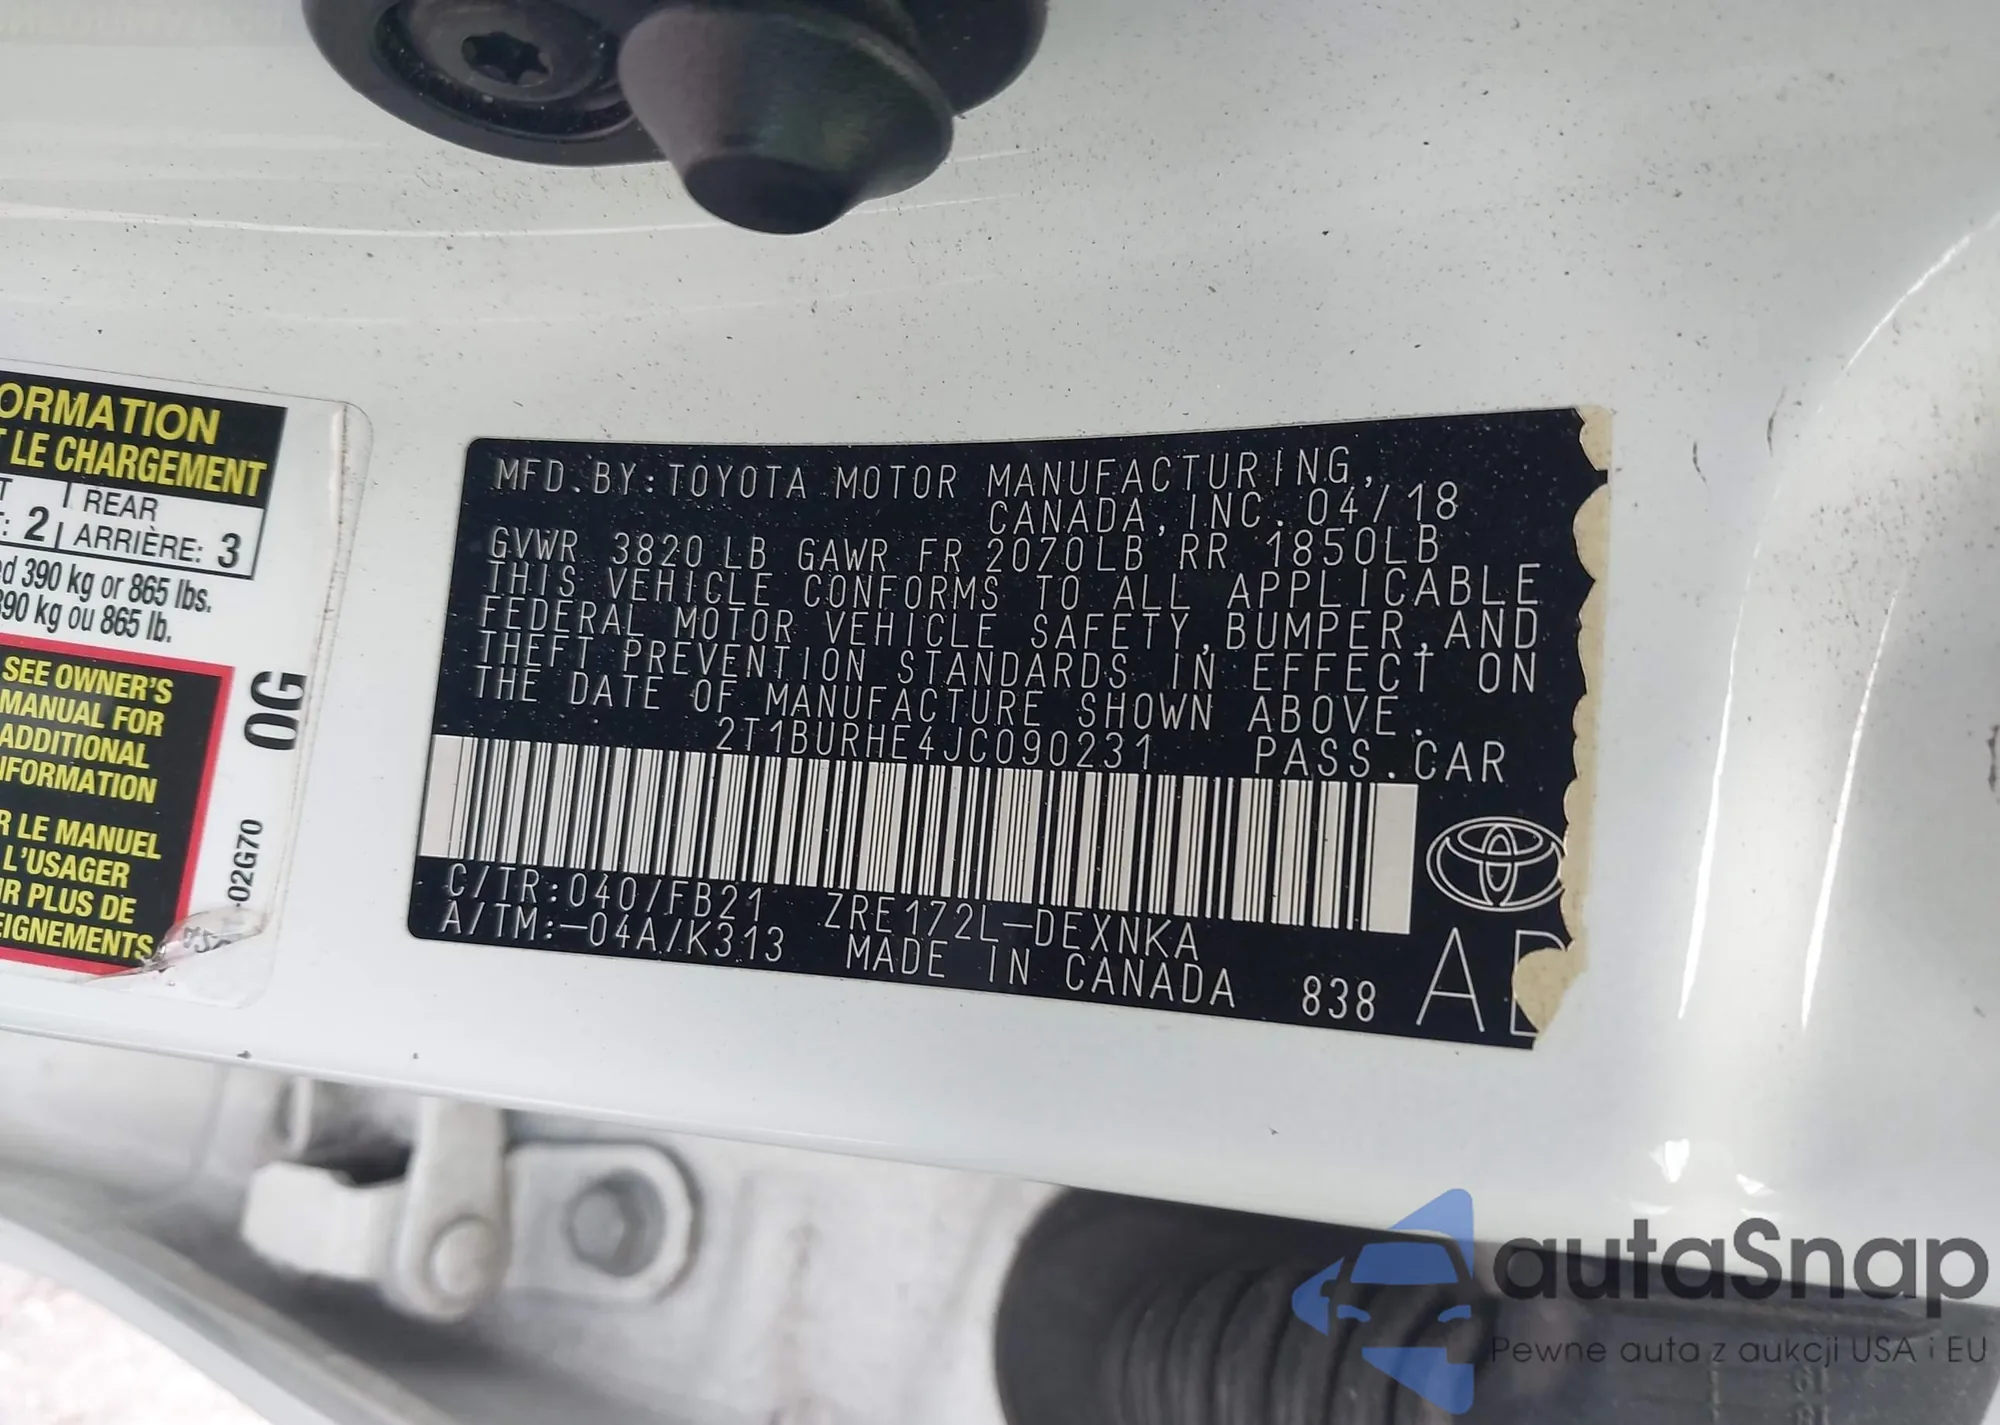 ORMATION
LE CHARGEMENT
REAR
2 ARRIÈRE: 3
390 kg or 865 lbs.
390 kg ou 865 lb.
SEE OWNER'S
MANUAL FOR
ADDITIONAL
INFORMATION
R LE MANUEL
L'USAGER
R PLUS DE
EIGNEMENTS
0G
02G70
MFD.BY:TOYOTA MOTOR MANUFACTURING,
CANADA,INC. 04/18
GVWR 3820 LB GAWR FR 2070LB RR 1850LB
THIS VEHICLE CONFORMS TO ALL APPLICABLE
FEDERAL MOTOR VEHICLE SAFETY,BUMPER,AND
THEFT PREVENTION STANDARDS IN EFFECT ON
THE DATE OF MANUFACTURE SHOWN ABOVE.
2T1BURHE4JC090231 PASS.CAR
C/TR:040/FB21 ZRE172L-DEXNKA
A/TM:-04A/K313 MADE IN CANADA 838 A
autaSnap
Pewne auta z aukcji USA i EU